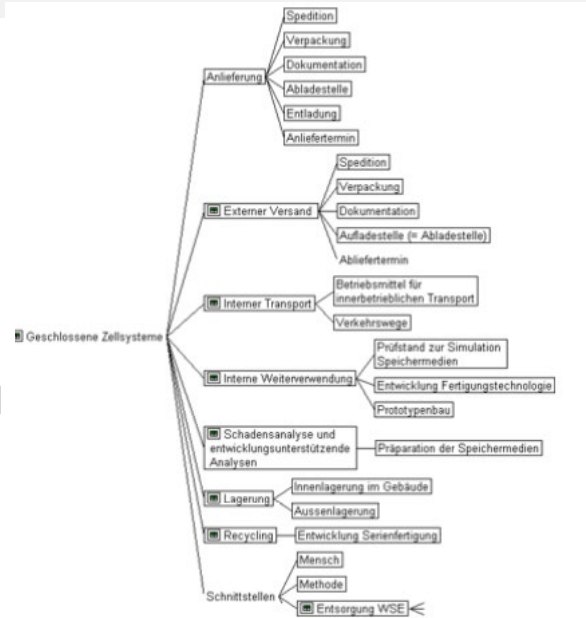 Spedition
Verpackung
Dokumentation
Anlieferung
Abladestelle
Entladung
Anliefertermin
Spedition
Verpackung
Externer Versand
Dokumentation
Aufladestelle (= Abladestelle)
Abliefertermin
Betriebsmittel für
innerbetrieblichen Transport
Interner Transport
Verkehrswege
Geschlossene Zellsysteme
Prüfstand zur Simulation
Speichermedien
Interne Weiterverwendung
Entwicklung Fertigungstechnologie
Prototypenbau
Schadensanalyse und
entwicklungsunterstützende
Analysen
Präparation der Speichermedien
Innenlagerung im Gebäude
Lagerung
Aussenlagerung
Recycling
Entwicklung Serienfertigung
Mensch
Schnittstellen
Methode
Entsorgung WSE